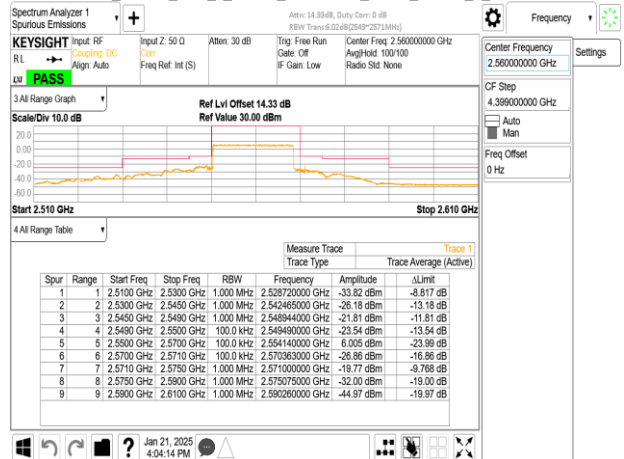 Spectrum Analyzer 1
Spurious Emissions
Attn: 14.33dB, Duty Corr: 0 dB
RBW Trans:6.02dB(2549~2571MHz)
Frequency
Settings
KEYSIGHT Input: RF Input Z: 50 Ω Atten: 30 dB Trig: Free Run Center Freq: 2.560000000 GHz
RL Coupling: DC Corr Gate: Off Avg|Hold: 100/100
Align: Auto Freq Ref: Int (S) IF Gain: Low Radio Std: None
LXI PASS
Center Frequency
2.560000000 GHz
CF Step
4.399000000 GHz
Auto
Man
Freq Offset
0 Hz
3 All Range Graph
Ref Lvl Offset 14.33 dB
Scale/Div 10.0 dB Ref Value 30.00 dBm
20.0
0.00
-20.0
-40.0
-60.0
Start 2.510 GHz Stop 2.610 GHz
4 All Range Table
Measure Trace Trace 1
Trace Type Trace Average (Active)
Spur Range Start Freq Stop Freq RBW Frequency Amplitude ΔLimit
1 1 2.5100 GHz 2.5300 GHz 1.000 MHz 2.528720000 GHz -33.82 dBm -8.817 dB
2 2 2.5300 GHz 2.5450 GHz 1.000 MHz 2.542465000 GHz -26.18 dBm -13.18 dB
3 3 2.5450 GHz 2.5490 GHz 1.000 MHz 2.548944000 GHz -21.81 dBm -11.81 dB
4 4 2.5490 GHz 2.5500 GHz 100.0 kHz 2.549490000 GHz -23.54 dBm -13.54 dB
5 5 2.5500 GHz 2.5700 GHz 100.0 kHz 2.554140000 GHz 6.005 dBm -23.99 dB
6 6 2.5700 GHz 2.5710 GHz 100.0 kHz 2.570363000 GHz -26.86 dBm -16.86 dB
7 7 2.5710 GHz 2.5750 GHz 1.000 MHz 2.571000000 GHz -19.77 dBm -9.768 dB
8 8 2.5750 GHz 2.5900 GHz 1.000 MHz 2.575075000 GHz -32.00 dBm -19.00 dB
9 9 2.5900 GHz 2.6100 GHz 1.000 MHz 2.590260000 GHz -44.97 dBm -19.97 dB
Jan 21, 2025
4:04:14 PM